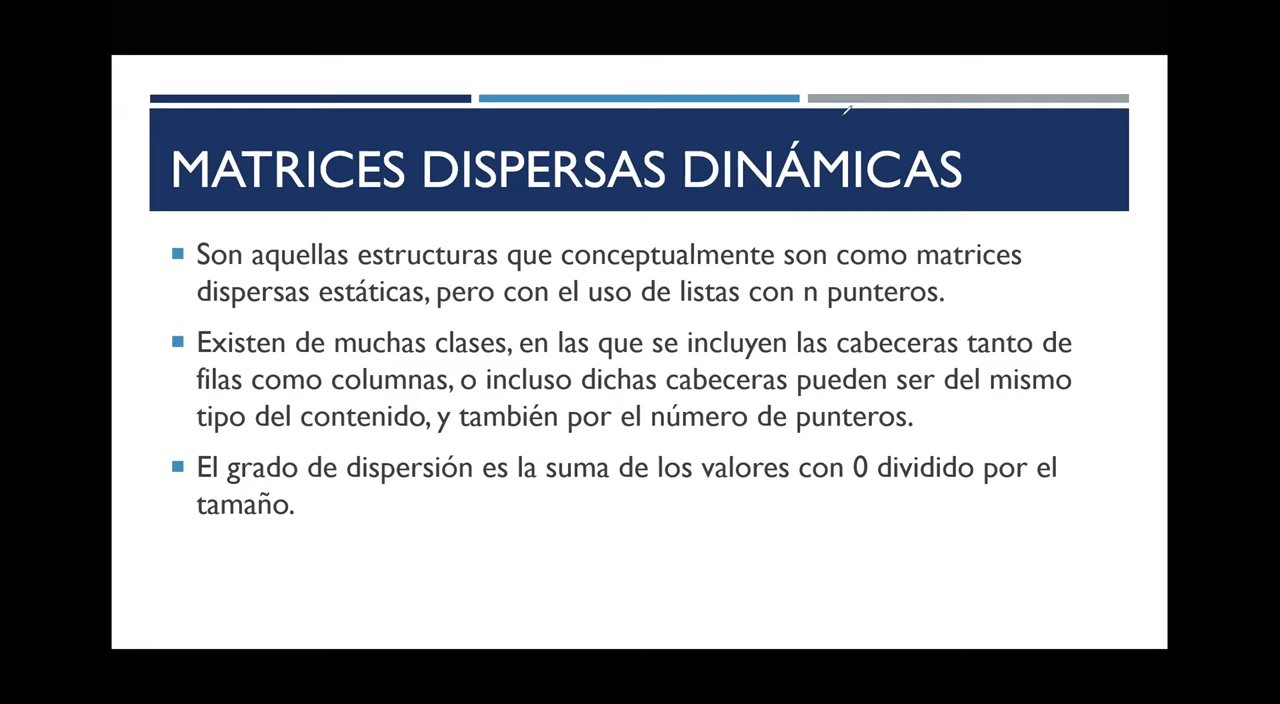 MATRICES DISPERSAS DINÁMICAS
Son aquellas estructuras que conceptualmente son como matrices
dispersas estáticas, pero con el uso de listas con n punteros.
Existen de muchas clases, en las que se incluyen las cabeceras tanto de
filas como columnas, o incluso dichas cabeceras pueden ser del mismo
tipo del contenido, y también por el número de punteros.
El grado de dispersión es la suma de los valores con 0 dividido por el
tamaño.